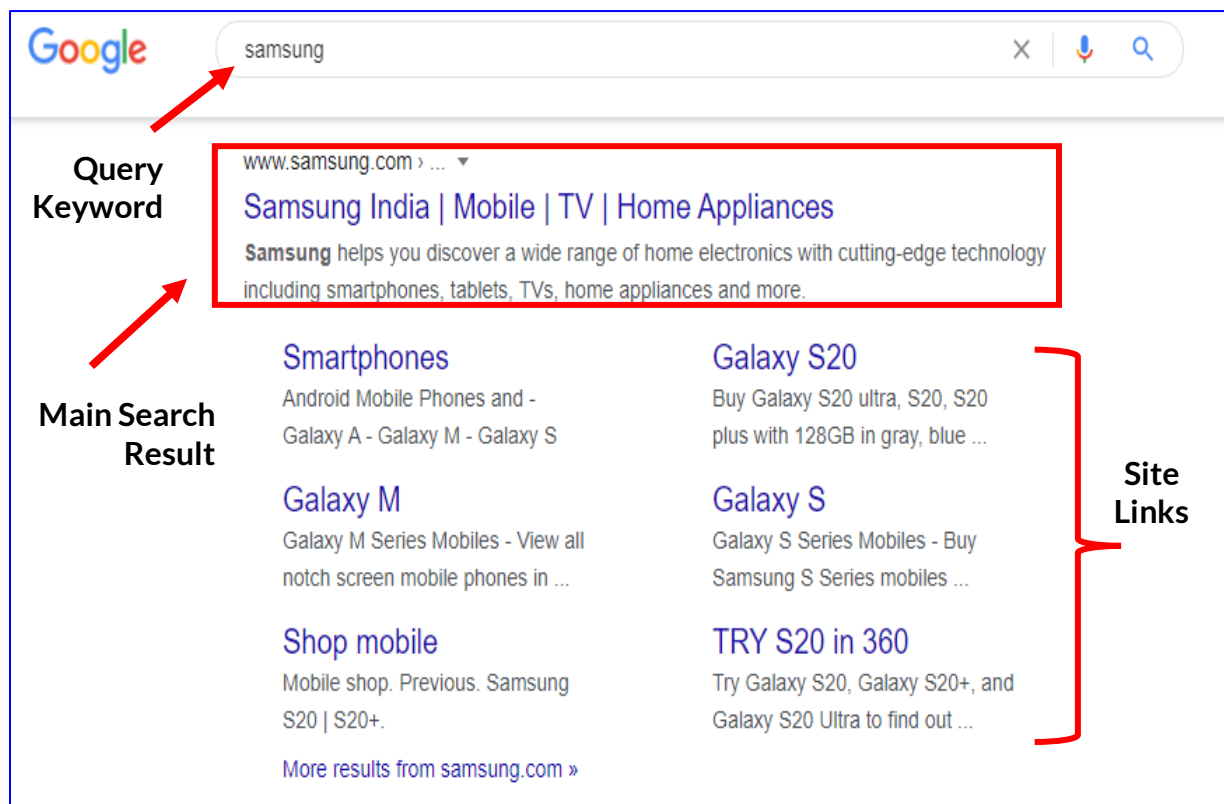 Google
samsung
Query
Keyword
www.samsung.com › ...
Samsung India | Mobile | TV | Home Appliances
Samsung helps you discover a wide range of home electronics with cutting-edge technology
including smartphones, tablets, TVs, home appliances and more.
Main Search
Result
Smartphones
Android Mobile Phones and -
Galaxy A - Galaxy M - Galaxy S
Galaxy S20
Buy Galaxy S20 ultra, S20, S20
plus with 128GB in gray, blue ...
Galaxy M
Galaxy M Series Mobiles - View all
notch screen mobile phones in ...
Galaxy S
Galaxy S Series Mobiles - Buy
Samsung S Series mobiles ...
Shop mobile
Mobile shop. Previous. Samsung
S20 | S20+.
TRY S20 in 360
Try Galaxy S20, Galaxy S20+, and
Galaxy S20 Ultra to find out ...
Site
Links
More results from samsung.com »